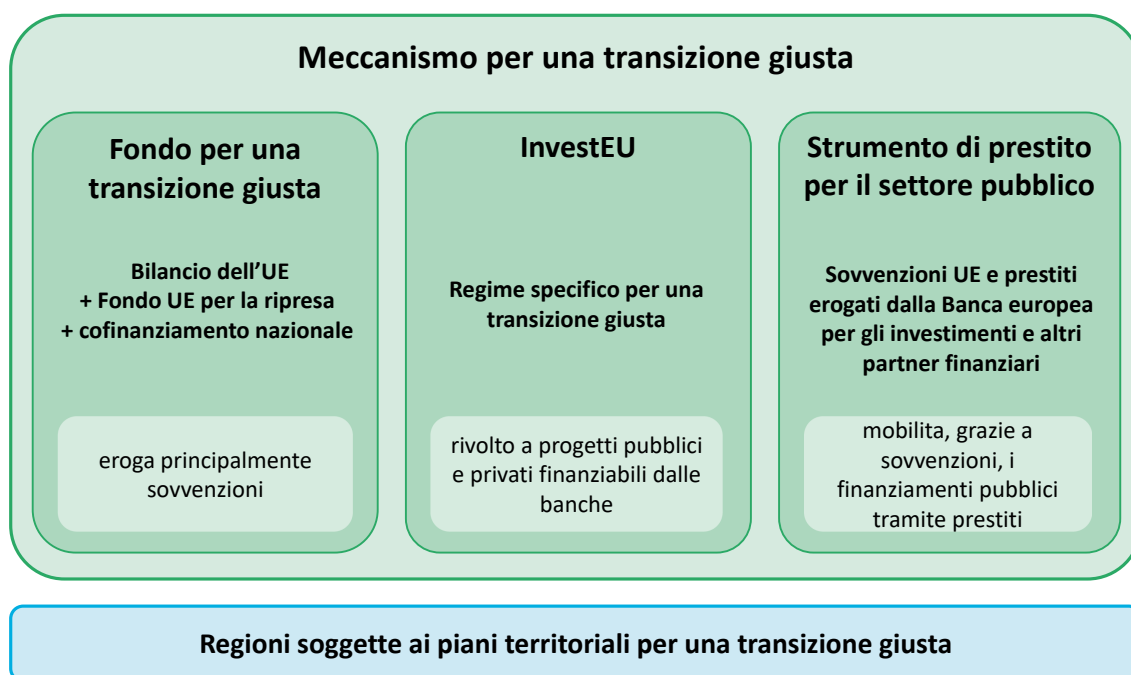 Meccanismo per una transizione giusta
Fondo per una
transizione giusta
Bilancio dell’UE
+ Fondo UE per la ripresa
+ cofinanziamento nazionale
eroga principalmente
sovvenzioni
InvestEU
Regime specifico per una
transizione giusta
rivolto a progetti pubblici
e privati finanziabili dalle
banche
Strumento di prestito
per il settore pubblico
Sovvenzioni UE e prestiti
erogati dalla Banca europea
per gli investimenti e altri
partner finanziari
mobilita, grazie a
sovvenzioni, i
finanziamenti pubblici
tramite prestiti
Regioni soggette ai piani territoriali per una transizione giusta